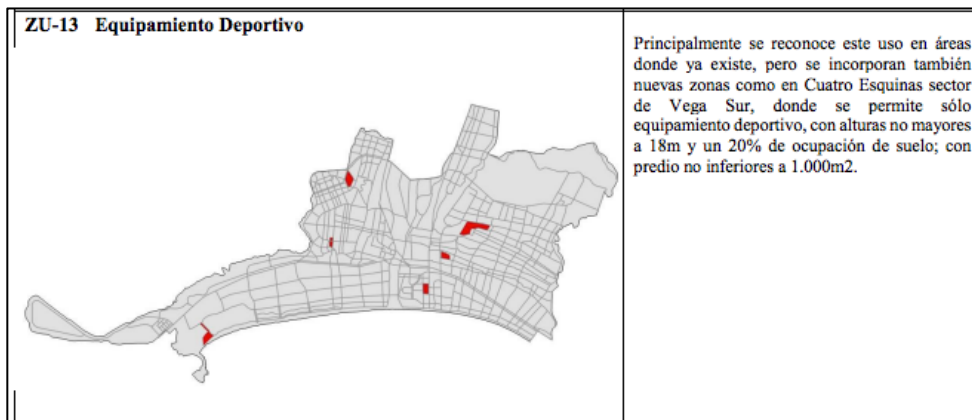 ZU-13 Equipamiento Deportivo
Principalmente se reconoce este uso en áreas
donde ya existe, pero se incorporan también
nuevas zonas como en Cuatro Esquinas sector
de Vega Sur, donde se permite sólo
equipamiento deportivo, con alturas no mayores
a 18m y un 20% de ocupación de suelo; con
predio no inferiores a 1.000m2.